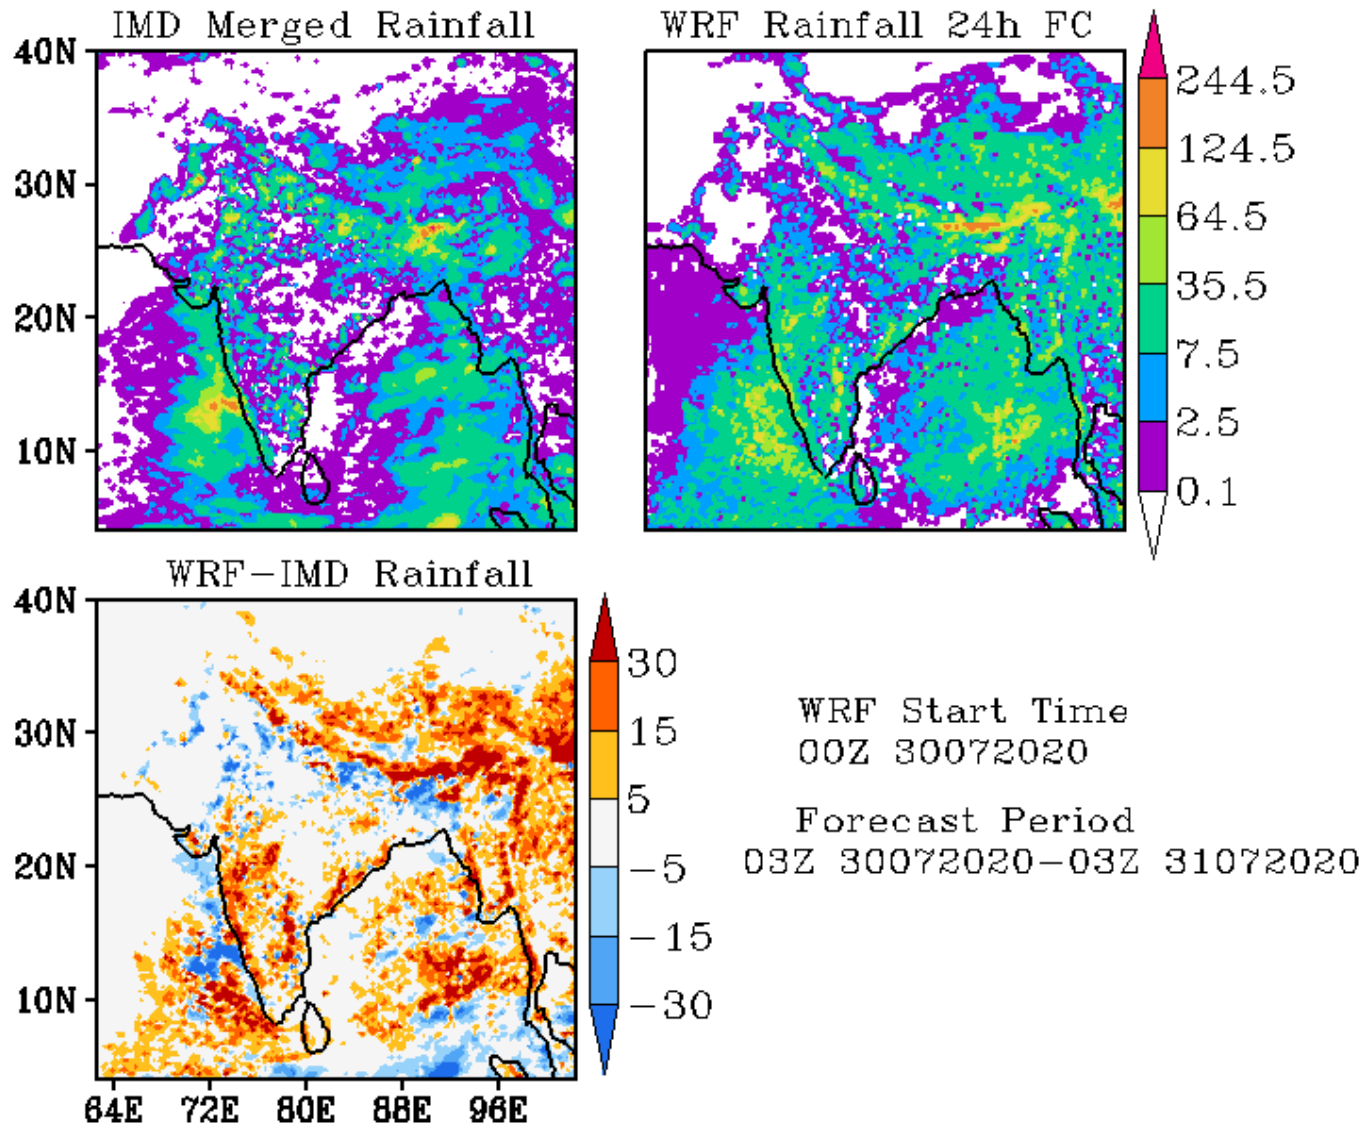 IMD Merged Rainfall
WRF Rainfall 24h FC
40N
30N
20N
10N
244.5
124.5
64.5
35.5
7.5
2.5
0.1
WRF-IMD Rainfall
40N
30N
20N
10N
64E 72E 80E 88E 96E
30
15
5
-5
-15
-30
WRF Start Time
00Z 30072020
Forecast Period
03Z 30072020-03Z 31072020